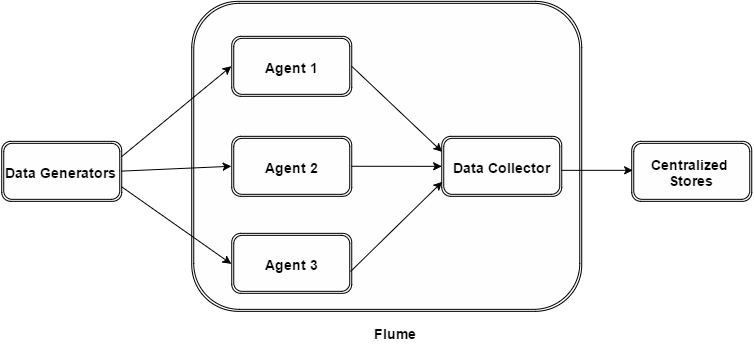 Agent 1
Data Generators
Agent 2
Data Collector
Centralized
Stores
Agent 3
Flume